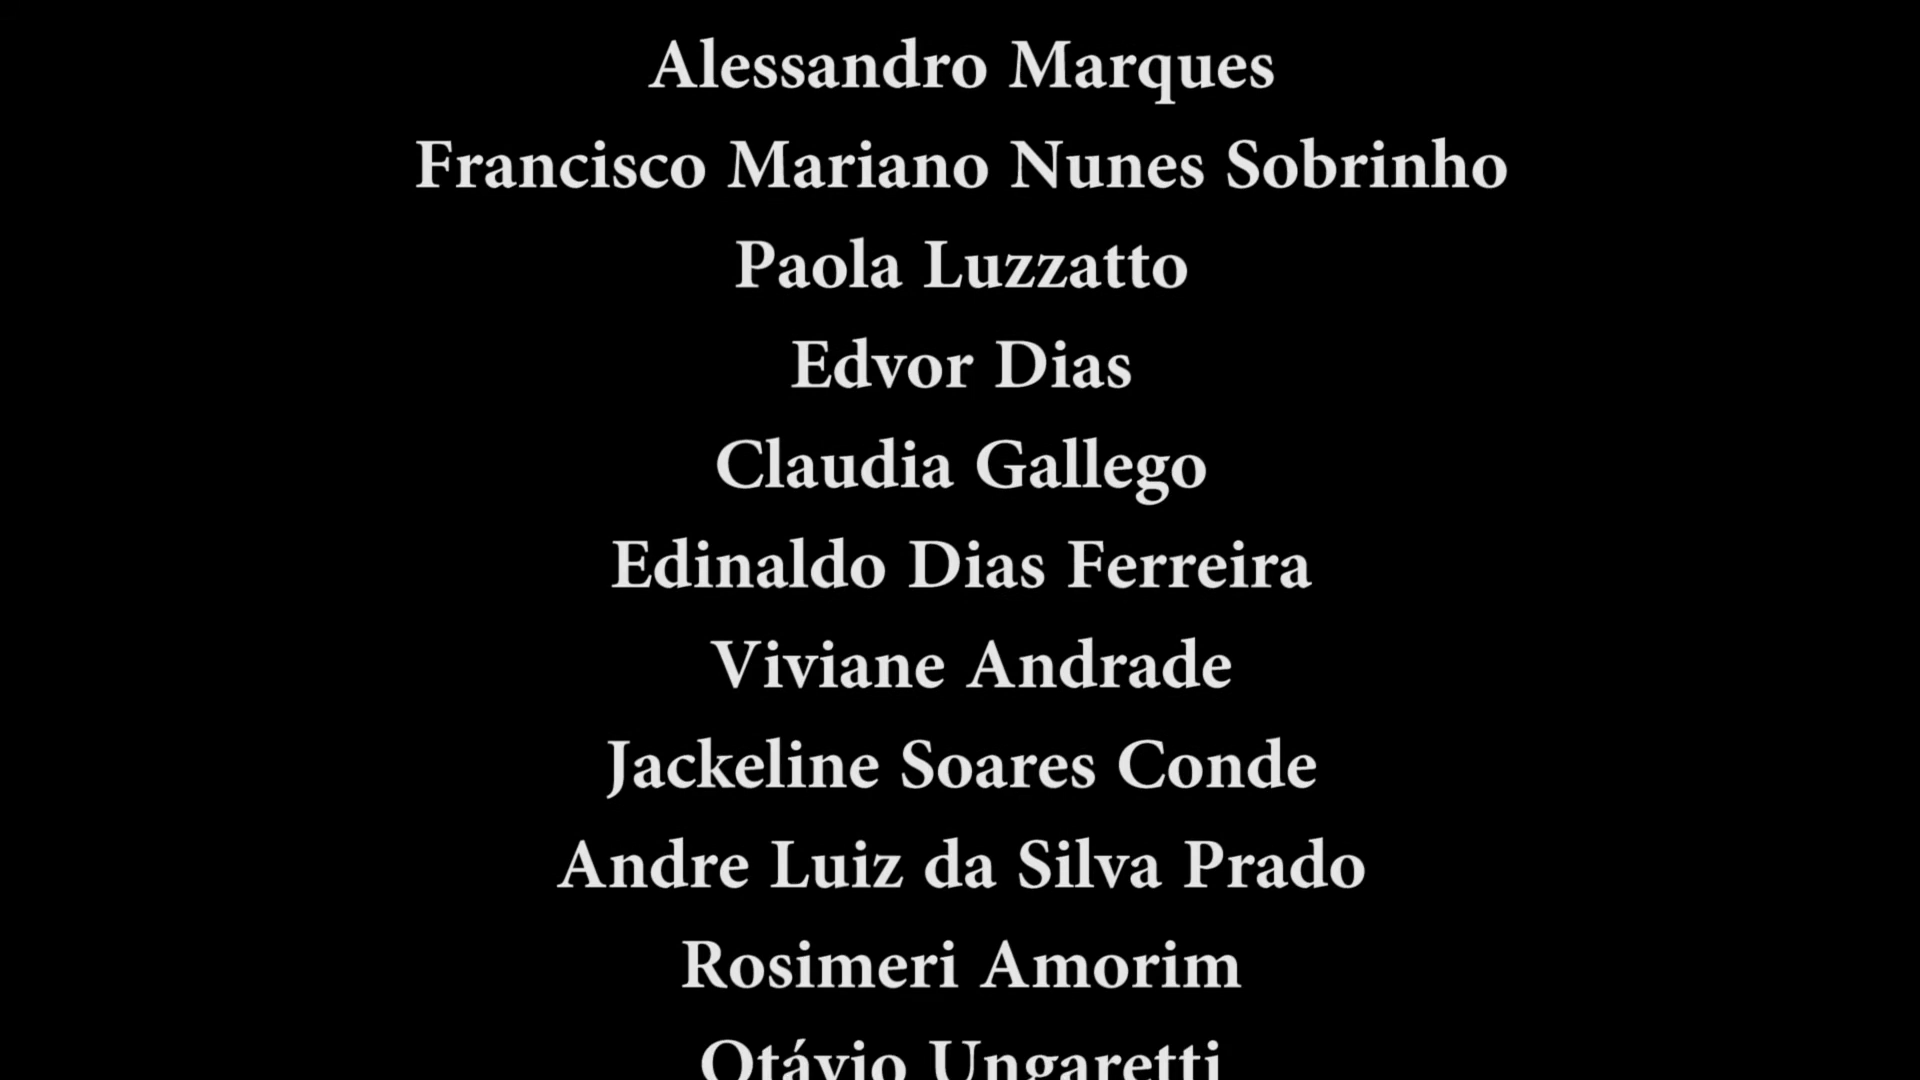 Alessandro Marques
Francisco Mariano Nunes Sobrinho
Paola Luzzatto
Edvor Dias
Claudia Gallego
Edinaldo Dias Ferreira
Viviane Andrade
Jackeline Soares Conde
Andre Luiz da Silva Prado
Rosimeri Amorim
Otávio Ungaretti